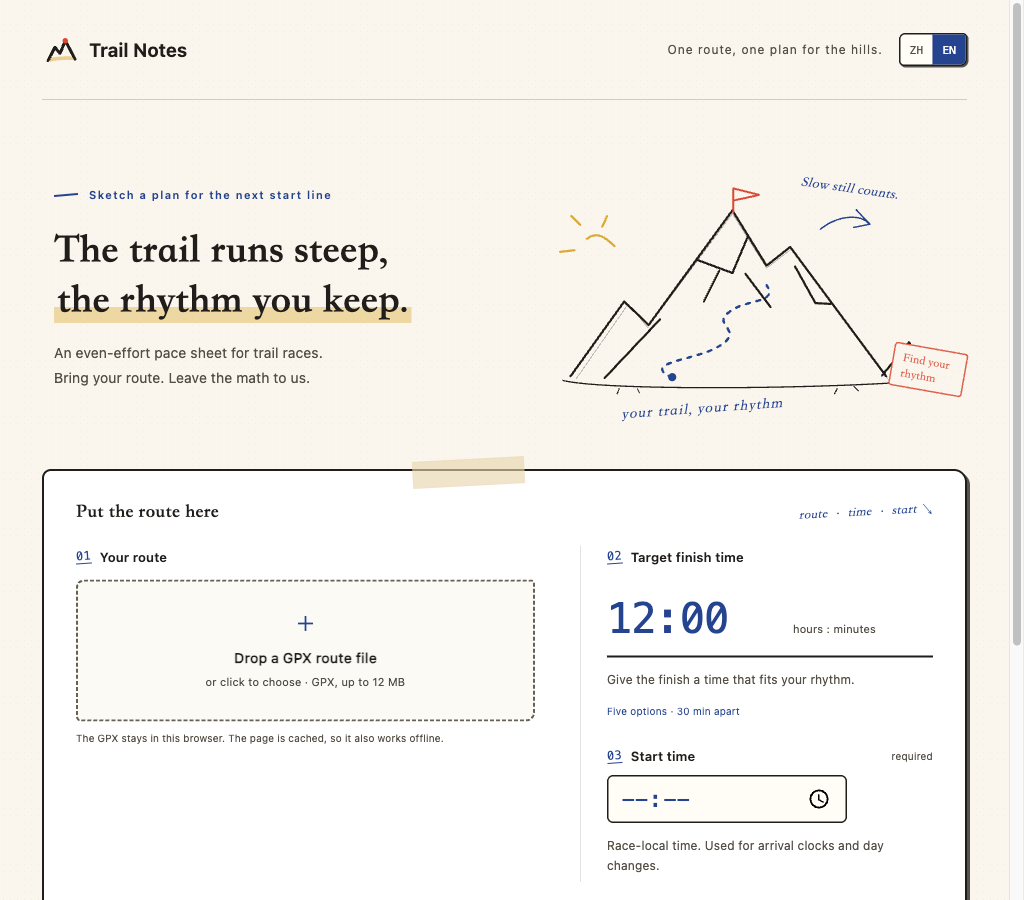 Trail Notes
One route, one plan for the hills.
ZH EN
Sketch a plan for the next start line
The trail runs steep,
the rhythm you keep.
An even-effort pace sheet for trail races.
Bring your route. Leave the math to us.
Slow still counts.
Find your
rhythm
your trail, your rhythm
Put the route here
route · time · start ↘
01 Your route
+
Drop a GPX route file
or click to choose · GPX, up to 12 MB
The GPX stays in this browser. The page is cached, so it also works offline.
02 Target finish time
12:00 hours : minutes
Give the finish a time that fits your rhythm.
Five options · 30 min apart
03 Start time required
--:--
Race-local time. Used for arrival clocks and day
changes.